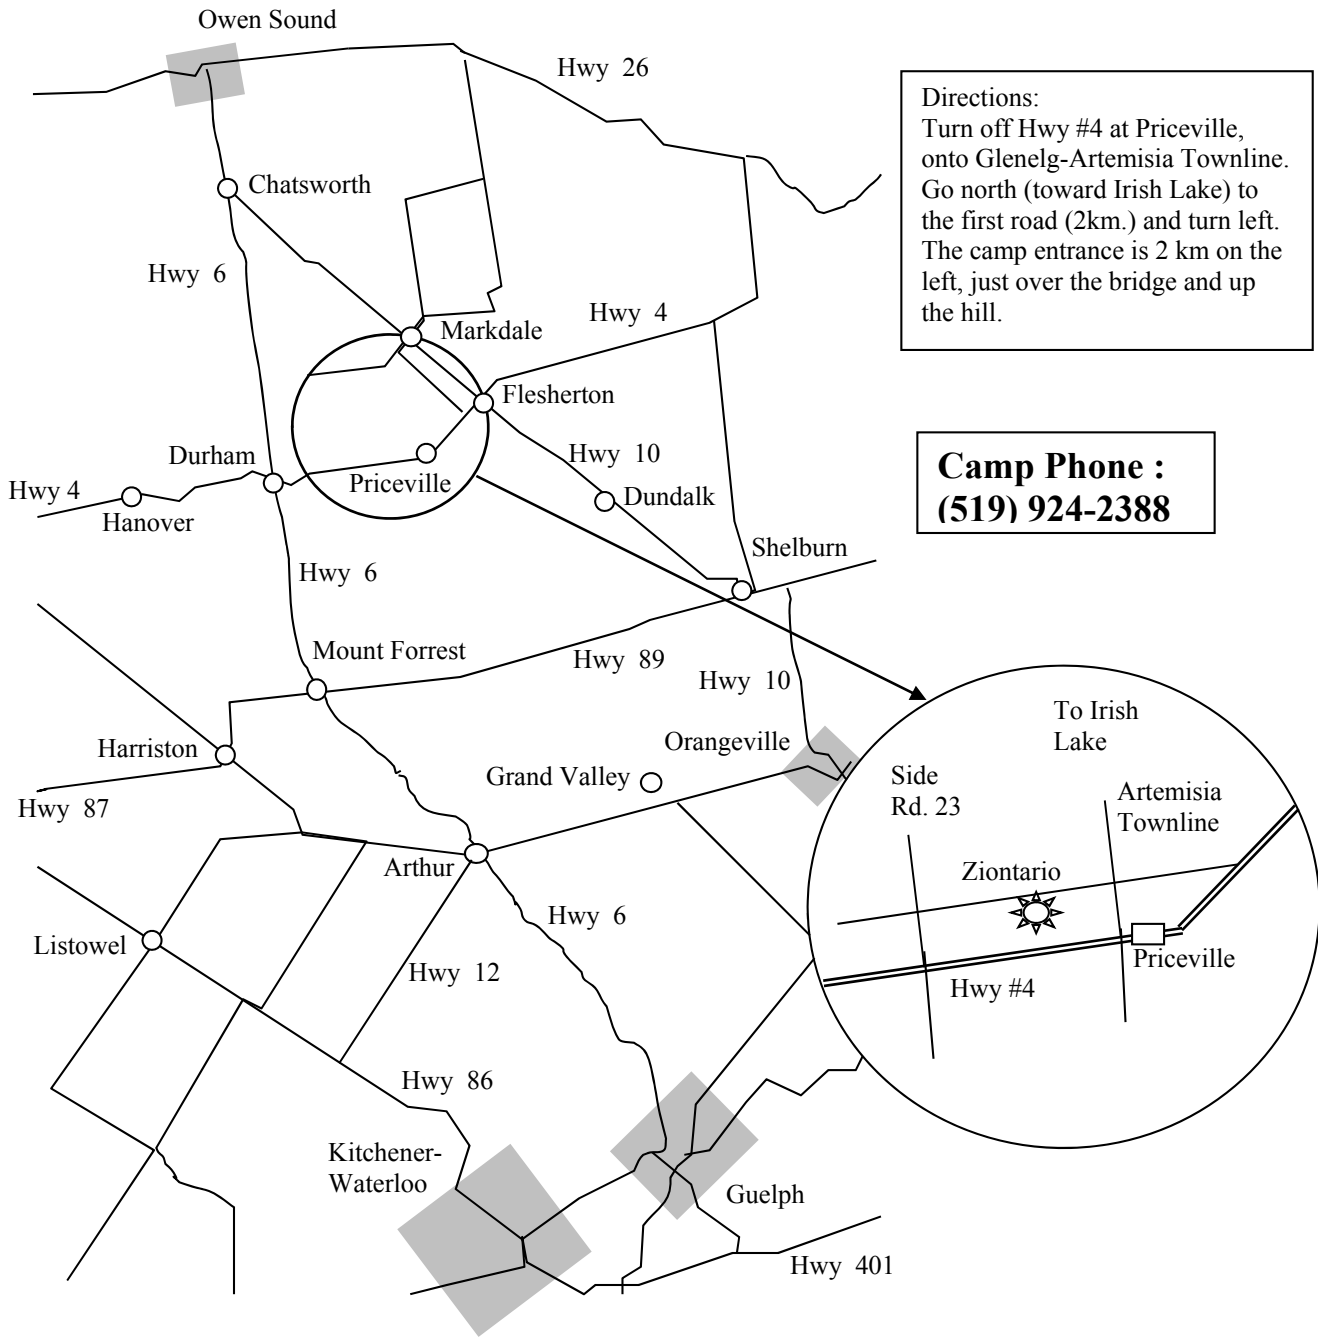 Owen Sound
Hwy  26
Directions:
Turn off Hwy #4 at Priceville,
onto Glenelg-Artemisia Townline.
Go north (toward Irish Lake) to
the first road (2km.) and turn left.
The camp entrance is 2 km on the
left, just over the bridge and up
the hill.
Chatsworth
Hwy  6
Hwy  4
Markdale
Flesherton
Durham
Hwy  10
Camp Phone :
(519) 924-2388
Hwy 4
Priceville
Dundalk
Hanover
Shelburn
Hwy  6
Mount Forrest
Hwy  89
Hwy  10
To Irish
Lake
Harriston
Orangeville
Grand Valley
Side
Rd. 23
Artemisia
Townline
Hwy  87
Arthur
Ziontario
Hwy  6
Listowel
Hwy  12
Priceville
Hwy #4
Hwy  86
Kitchener-
Waterloo
Guelph
Hwy  401